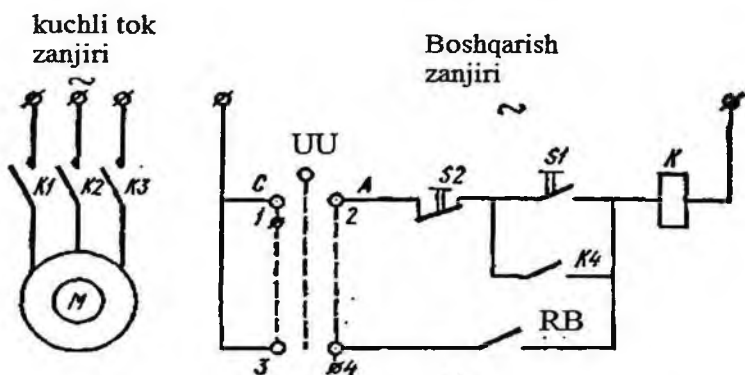 kuchli tok
zanjiri
Boshqarish
zanjiri
UU
K1
K2
K3
M
C
1
2
A
S2
S1
K
K4
RB
3
4